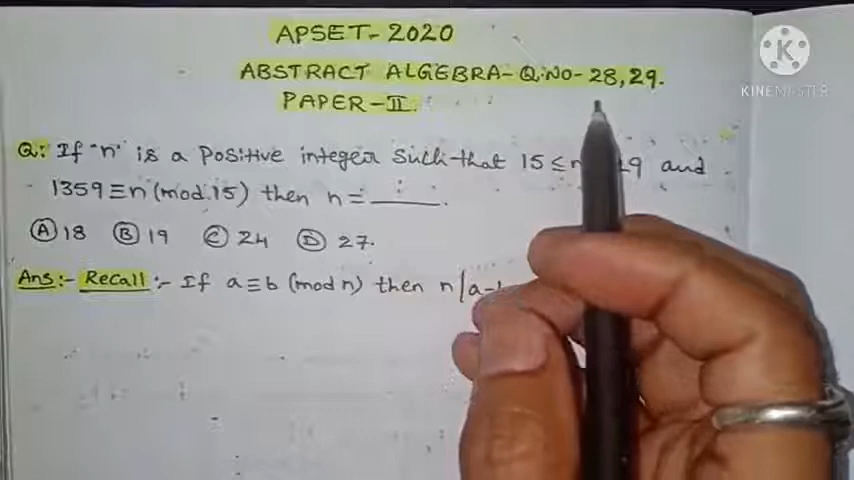 APSET-2020
ABSTRACT ALGEBRA-Q.NO-28,29.
PAPER-II.
K
KINEMASTER
Q: If "n" is a positive integer such that 15 ≤ n 9 and
1359 ≡ n (mod 15) then n = ______.
(A) 18 (B) 19 (C) 24 (D) 27.
Ans:- Recall :- If a ≡ b (mod n) then n | a-